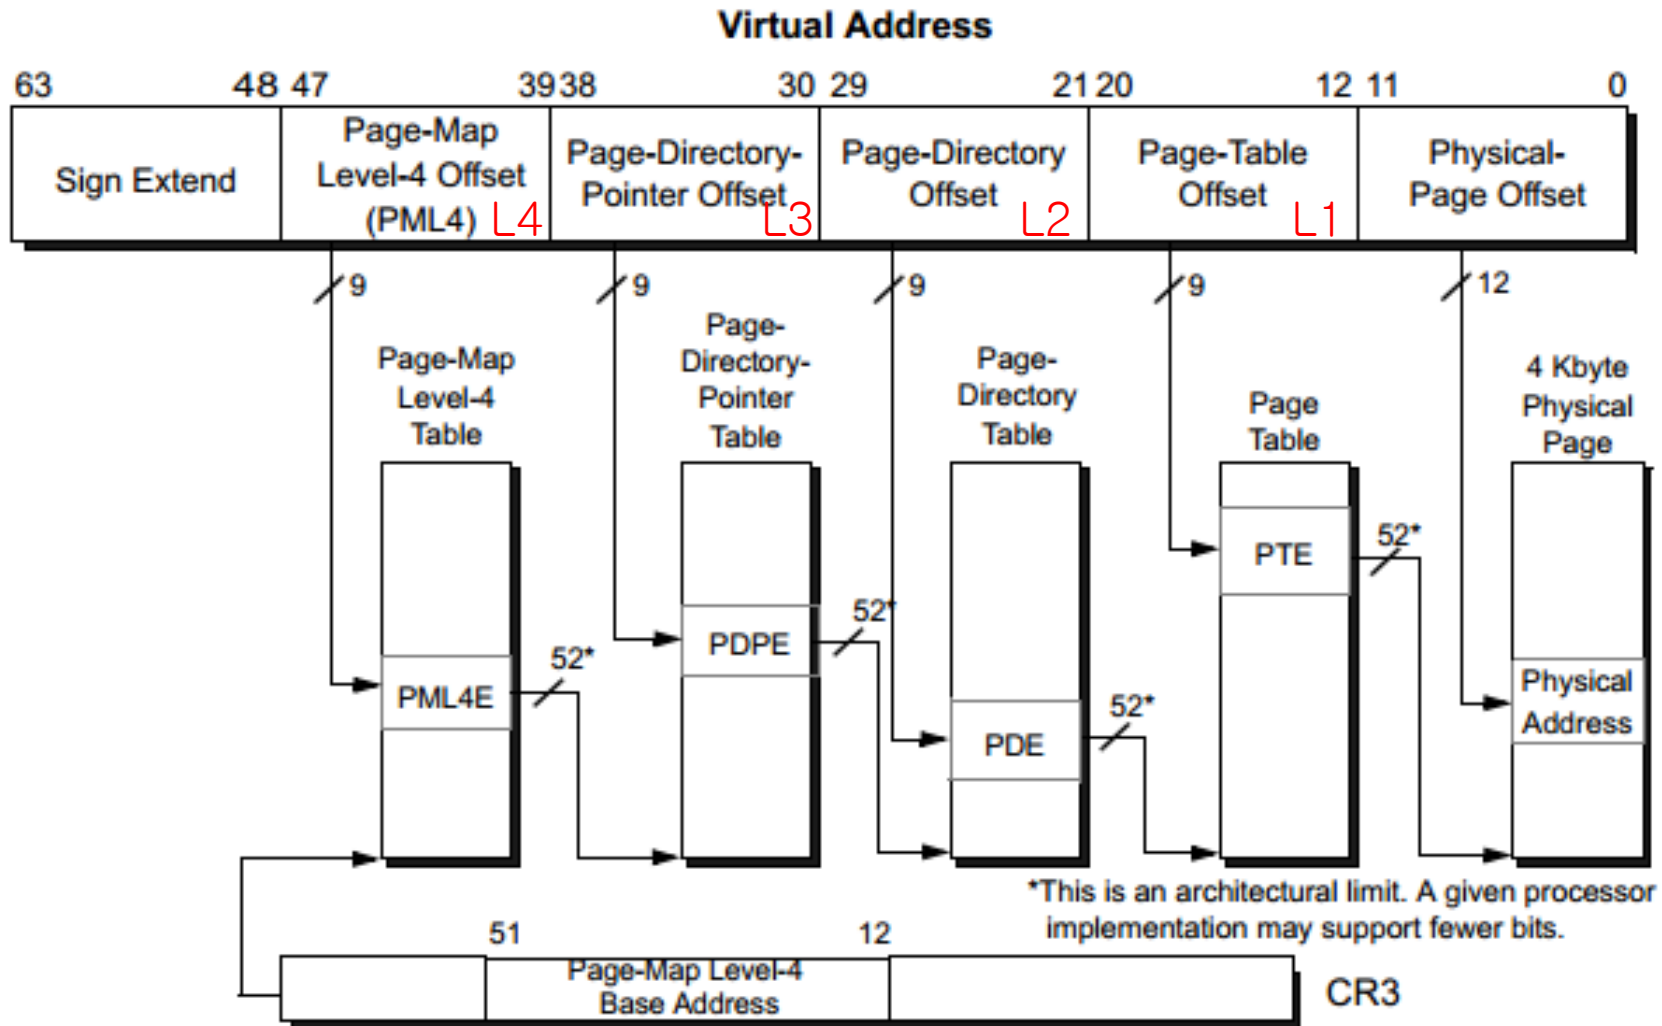 Virtual Address
63 48 47 39 38 30 29 21 20 12 11 0
Sign Extend
Page-Map
Level-4 Offset
(PML4) L4
Page-Directory-
Pointer Offset
L3
Page-Directory
Offset
L2
Page-Table
Offset
L1
Physical-
Page Offset
9
9
9
9
12
Page-Map
Level-4
Table
Page-
Directory-
Pointer
Table
Page-
Directory
Table
Page
Table
4 Kbyte
Physical
Page
PML4E
52*
PDPE
52*
PDE
52*
PTE
52*
Physical
Address
*This is an architectural limit. A given processor
implementation may support fewer bits.
51 12
Page-Map Level-4
Base Address
CR3